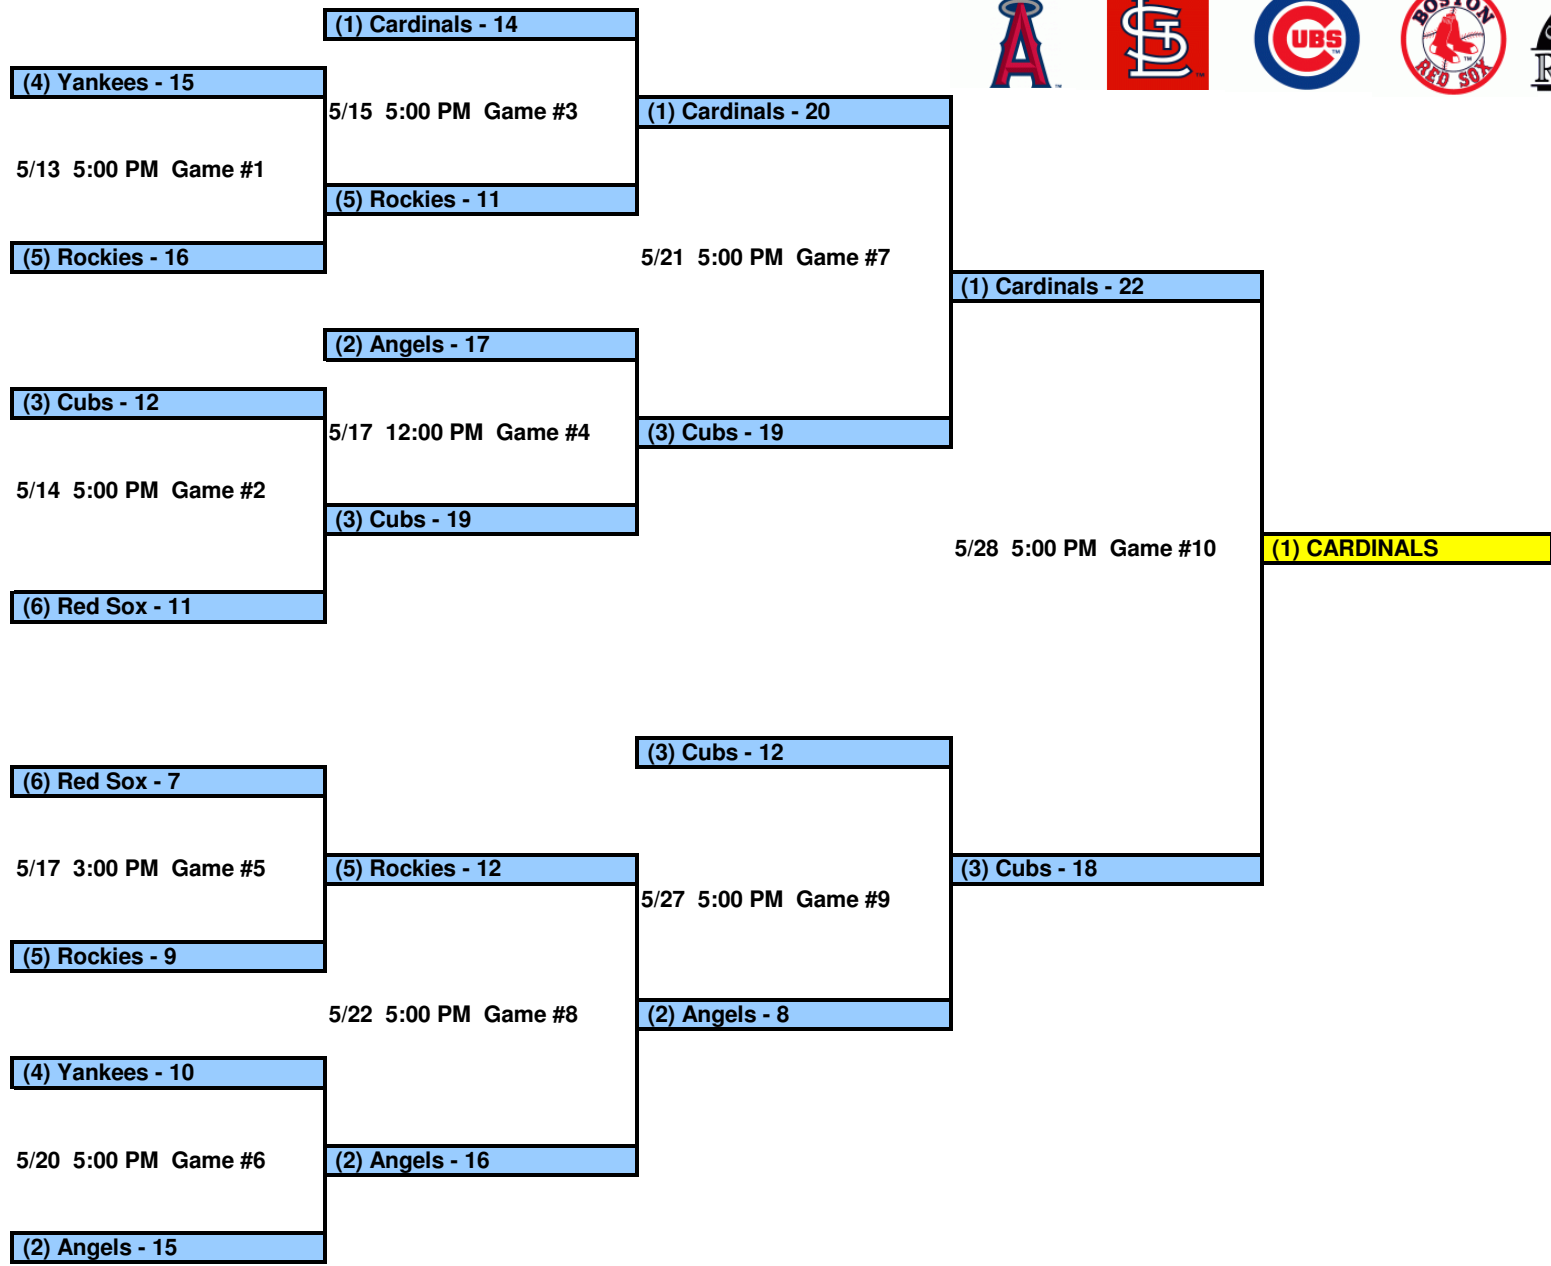 (1) Cardinals - 14
(4) Yankees - 15
5/15 5:00 PM Game #3
(1) Cardinals - 20
5/13 5:00 PM Game #1
(5) Rockies - 11
(5) Rockies - 16
5/21 5:00 PM Game #7
(1) Cardinals - 22
(2) Angels - 17
(3) Cubs - 12
5/17 12:00 PM Game #4
(3) Cubs - 19
5/14 5:00 PM Game #2
(3) Cubs - 19
5/28 5:00 PM Game #10
(1) CARDINALS
(6) Red Sox - 11
(3) Cubs - 12
(6) Red Sox - 7
5/17 3:00 PM Game #5
(5) Rockies - 12
(3) Cubs - 18
5/27 5:00 PM Game #9
(5) Rockies - 9
5/22 5:00 PM Game #8
(2) Angels - 8
(4) Yankees - 10
5/20 5:00 PM Game #6
(2) Angels - 16
(2) Angels - 15
A
StL
CUBS
BOSTON
RED SOX